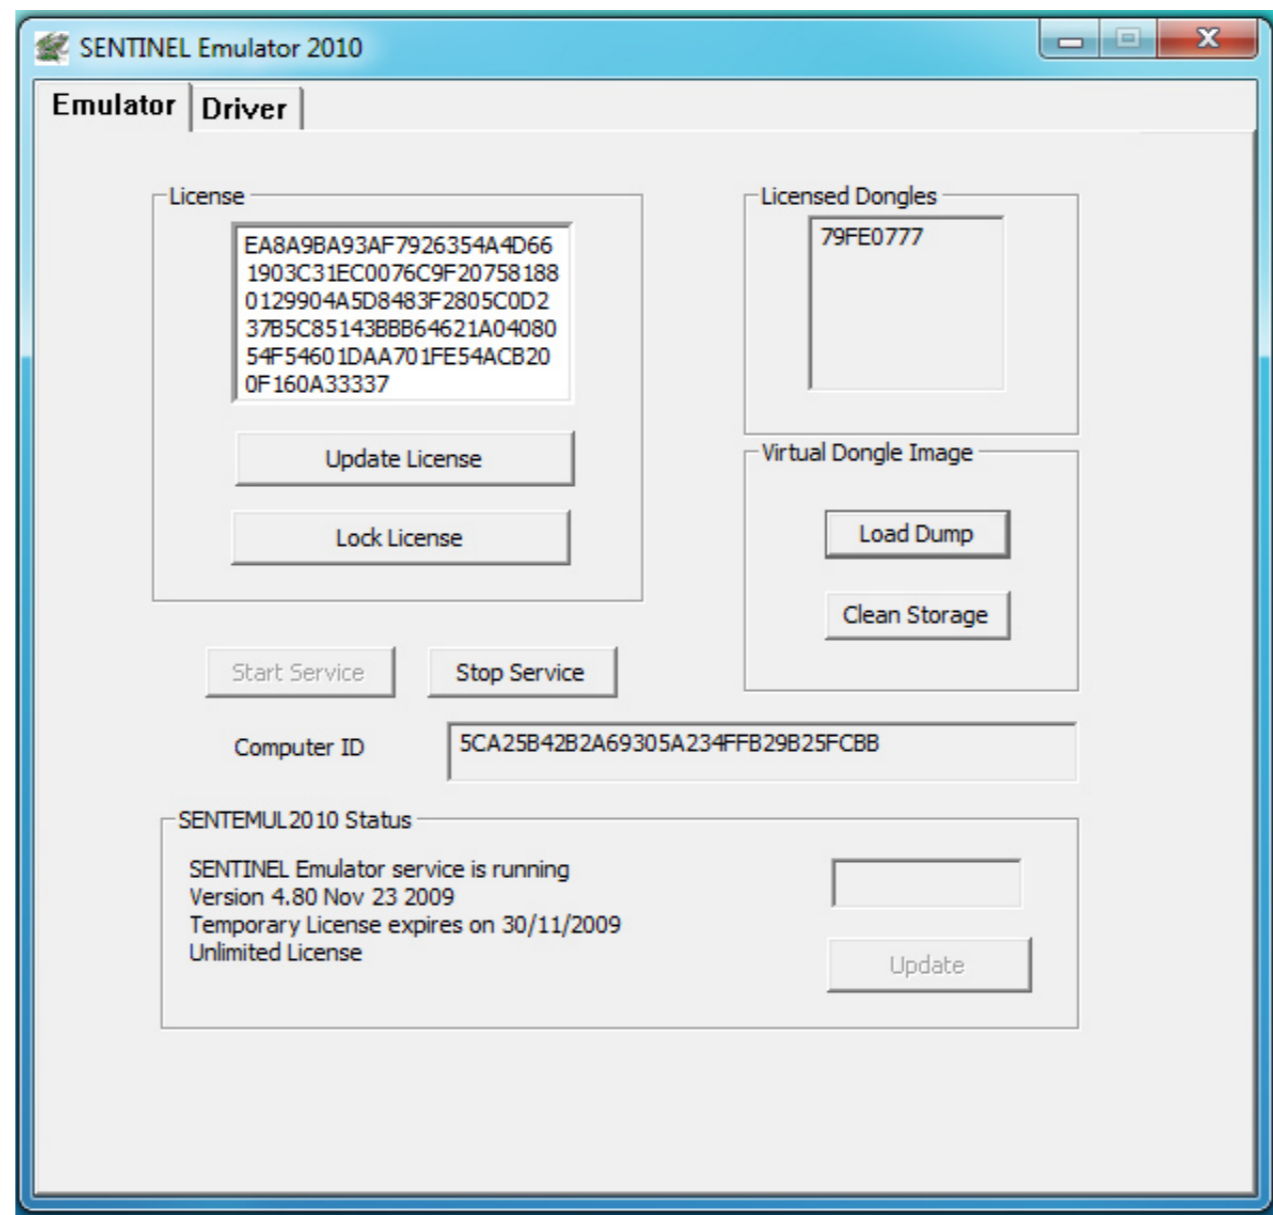 SENTINEL Emulator 2010
Emulator
Driver
License
EA8A9BA93AF7926354A4D66
1903C31EC0076C9F20758188
0129904A5D8483F2805C0D2
37B5C85143BBB64621A04080
54F54601DAA701FE54ACB20
0F160A33337
Update License
Lock License
Licensed Dongles
79FE0777
Virtual Dongle Image
Load Dump
Clean Storage
Start Service
Stop Service
Computer ID
5CA25B42B2A69305A234FFB29B25FCBB
SENTEMUL2010 Status
SENTINEL Emulator service is running
Version 4.80 Nov 23 2009
Temporary License expires on 30/11/2009
Unlimited License
Update